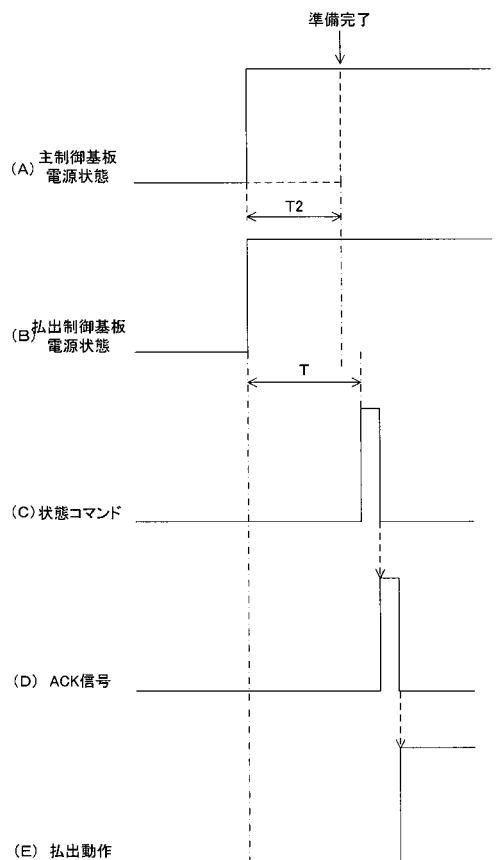 準備完了
(A) 主制御基板
電源状態
T2
(B) 払出制御基板
電源状態
T
(C) 状態コマンド
(D) ACK信号
(E) 払出動作